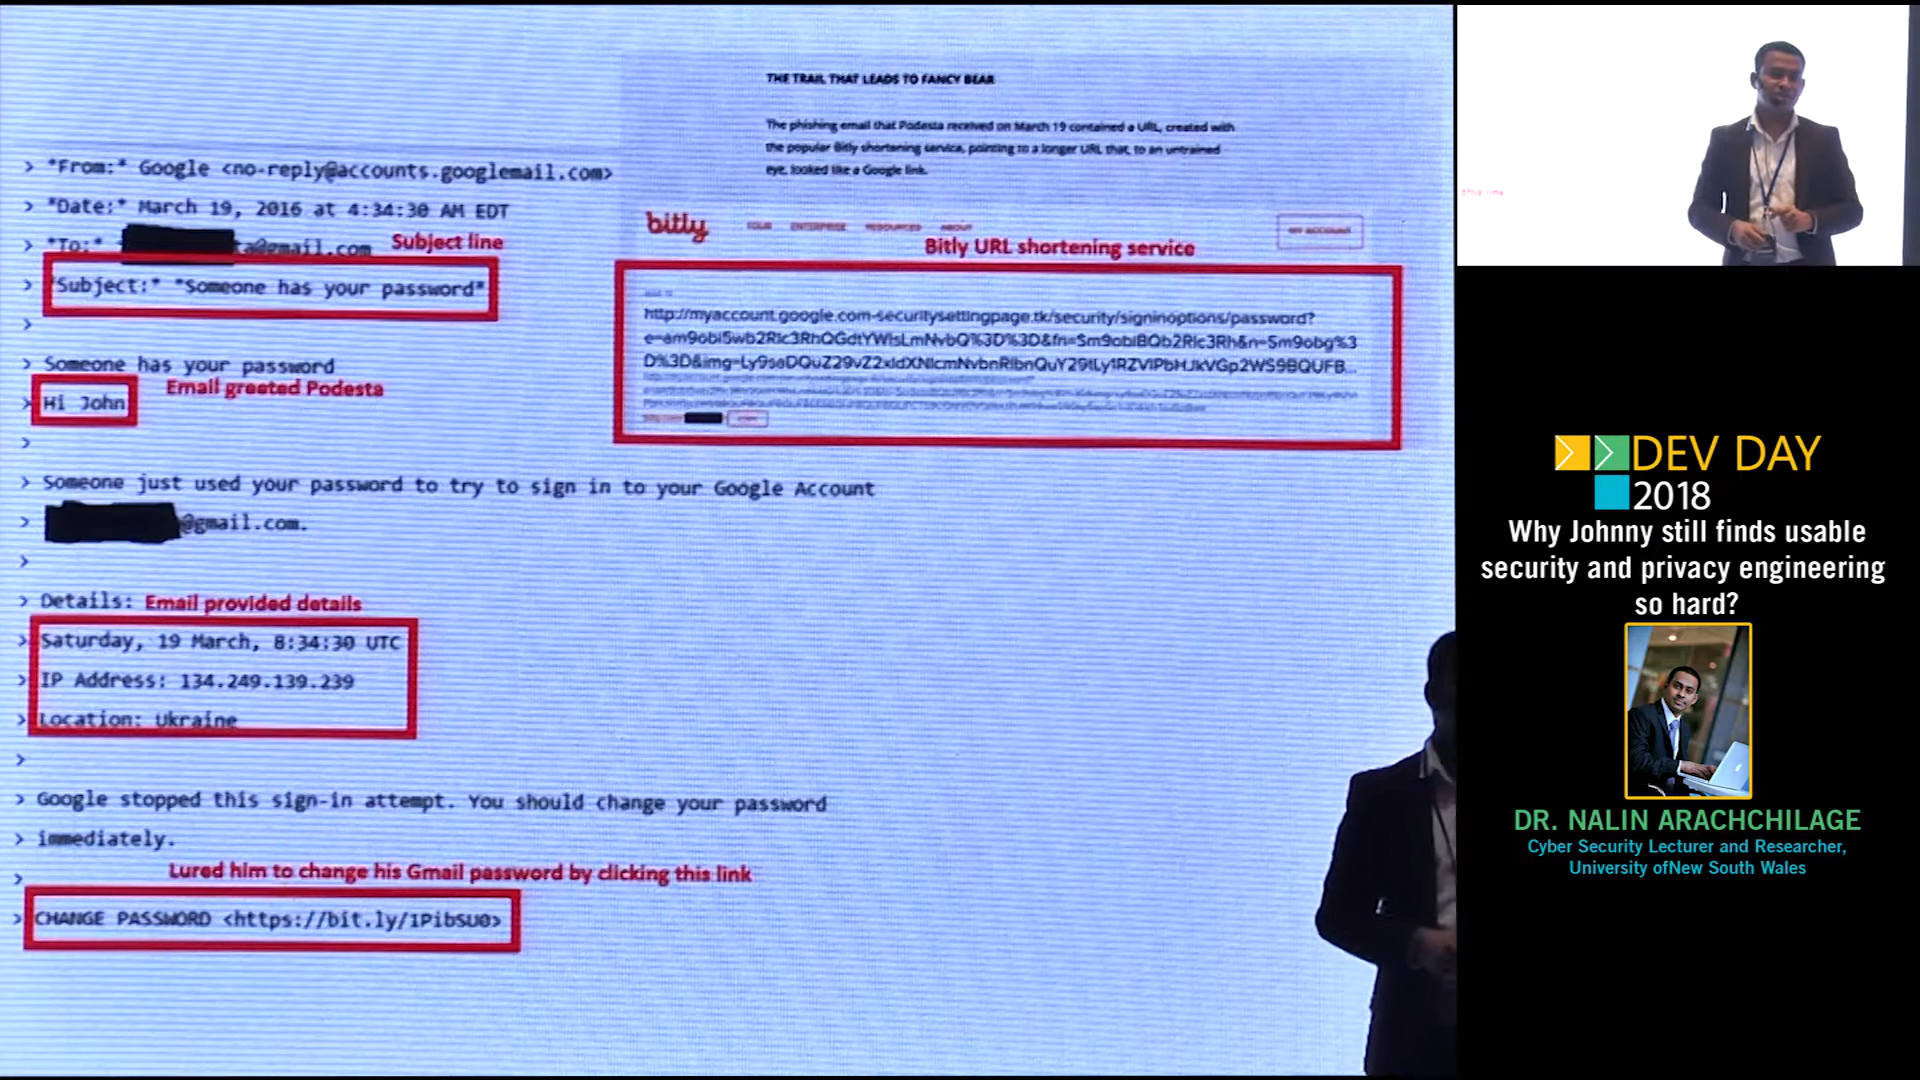 THE TRAIL THAT LEADS TO FANCY BEAR
The phishing email that Podesta received on March 19 contained a URL, created with
the popular Bitly shortening service, pointing to a longer URL that, to an untrained
eye, looked like a Google link.
> *From:* Google <no-reply@accounts.googlemail.com>
> *Date:* March 19, 2016 at 4:34:30 AM EDT
> *To:* ta@gmail.com
Subject line
> *Subject:* *Someone has your password*
>
> Someone has your password
Email greeted Podesta
> Hi John
>
> Someone just used your password to try to sign in to your Google Account
> @gmail.com.
>
> Details:
Email provided details
> Saturday, 19 March, 8:34:30 UTC
> IP Address: 134.249.139.239
> Location: Ukraine
>
> Google stopped this sign-in attempt. You should change your password
> immediately.
Lured him to change his Gmail password by clicking this link
>
> CHANGE PASSWORD <https://bit.ly/1PibSU0>
bitly
TOUR ENTERPRISE RESOURCES ABOUT
MY ACCOUNT
Bitly URL shortening service
http://myaccount.google.com-securitysettingpage.tk/security/signinoptions/password?
DEV DAY
2018
Why Johnny still finds usable
security and privacy engineering
so hard?
DR. NALIN ARACHCHILAGE
Cyber Security Lecturer and Researcher,
University ofNew South Wales